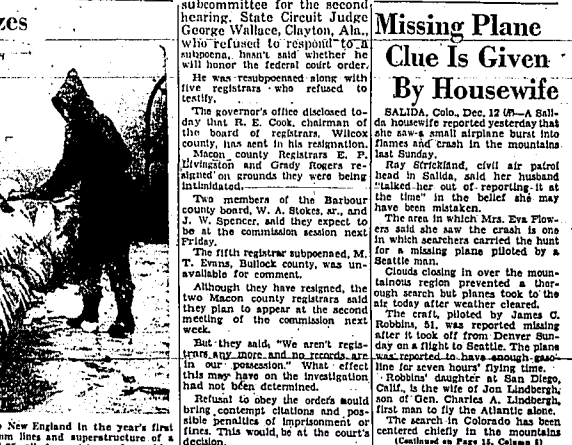 zes
New England in the year's first
lines and superstructure of a
subcommittee for the second
hearing. State Circuit Judge
George Wallace, Clayton, Ala.,
who refused to respond to a
subpoena, hasn't said whether he
will honor the federal court order.
He was resubpoenaed along with
five registrars who refused to
testify.
The governor's office disclosed to-
day that R. E. Cook, chairman of
the board of registrars, Wilcox
county, has sent in his resignation.
Macon county Registrars E. P.
Livingston and Grady Rogers re-
signed on grounds they were being
intimidated.
Two members of the Barbour
county board, W. A. Stokes, sr., and
J. W. Spencer, said they expect to
be at the commission session next
Friday.
The fifth registrar subpoenaed, M.
T. Evans, Bullock county, was un-
available for comment.
Although they have resigned, the
two Macon county registrars said
they plan to appear at the second
meeting of the commission next
week.
But they said, "We aren't regis-
trars any more and no records are
in our possession." What effect
this may have on the investigation
had not been determined.
Refusal to obey the orders would
bring contempt citations and pos-
sible penalties of imprisonment or
fines. This would be at the court's
decision.
Missing Plane
Clue Is Given
By Housewife
SALIDA, Colo., Dec. 12 (AP)—A Sali-
da housewife reported yesterday that
she saw a small airplane burst into
flames and crash in the mountains
last Sunday.
Ray Strickland, civil air patrol
head in Salida, said her husband
"talked her out of reporting it at
the time" in the belief she may
have been mistaken.
The area in which Mrs. Eva Flow-
ers said she saw the crash is one
in which searchers carried the hunt
for a missing plane piloted by a
Seattle man.
Clouds closing in over the moun-
tainous region prevented a thor-
ough search but planes took to the
air today after weather cleared.
The craft, piloted by James C.
Robbins, 51, was reported missing
after it took off from Denver Sun-
day on a flight to Seattle. The plane
was reported to have enough gaso-
line for seven hours' flying time.
Robbins' daughter at San Diego,
Calif., is the wife of Jon Lindbergh,
son of Gen. Charles A. Lindbergh,
first man to fly the Atlantic alone.
The search in Colorado has been
centered chiefly in the mountains
(Continued on Page 19, Column